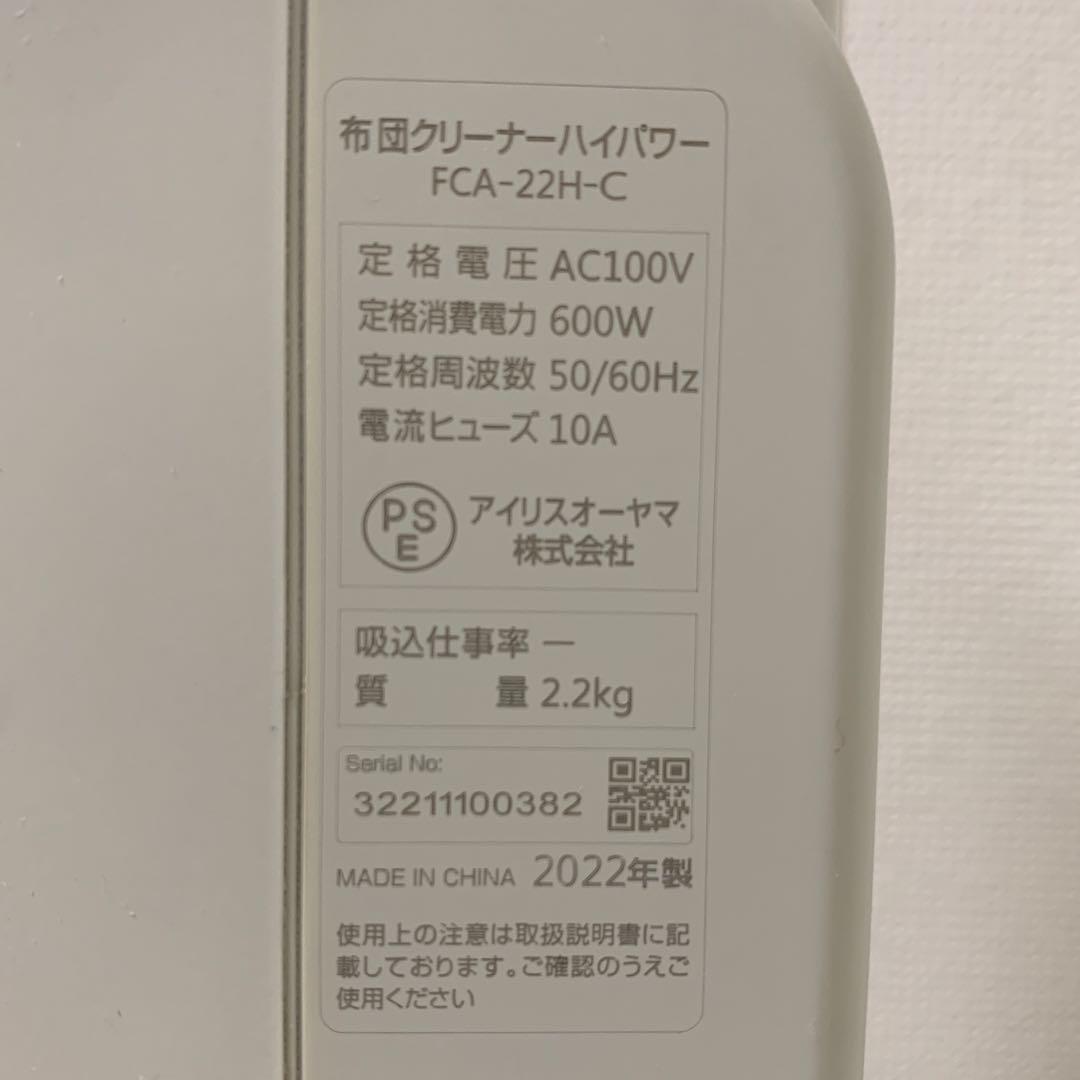 布団クリーナーハイパワー
FCA-22H-C
定格電圧 AC100V
定格消費電力 600W
定格周波数 50/60Hz
電流ヒューズ 10A
PS
E
アイリスオーヤマ
株式会社
吸込仕事率 ―
質量 2.2kg
Serial No:
32211100382
MADE IN CHINA 2022年製
使用上の注意は取扱説明書に記
載しております。ご確認のうえご
使用ください